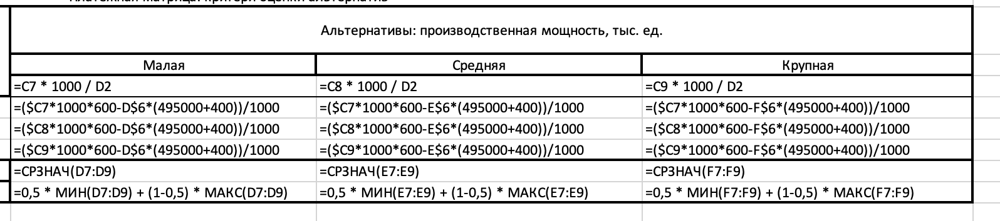 Платежная матрица: критери оценки альтернатив
Альтернативы: производственная мощность, тыс. ед.
Малая Средняя Крупная
=C7 * 1000 / D2 =C8 * 1000 / D2 =C9 * 1000 / D2
=($C7*1000*600-D$6*(495000+400))/1000 =($C7*1000*600-E$6*(495000+400))/1000 =($C7*1000*600-F$6*(495000+400))/1000
=($C8*1000*600-D$6*(495000+400))/1000 =($C8*1000*600-E$6*(495000+400))/1000 =($C8*1000*600-F$6*(495000+400))/1000
=($C9*1000*600-D$6*(495000+400))/1000 =($C9*1000*600-E$6*(495000+400))/1000 =($C9*1000*600-F$6*(495000+400))/1000
=СРЗНАЧ(D7:D9) =СРЗНАЧ(E7:E9) =СРЗНАЧ(F7:F9)
=0,5 * МИН(D7:D9) + (1-0,5) * МАКС(D7:D9) =0,5 * МИН(E7:E9) + (1-0,5) * МАКС(E7:E9) =0,5 * МИН(F7:F9) + (1-0,5) * МАКС(F7:F9)